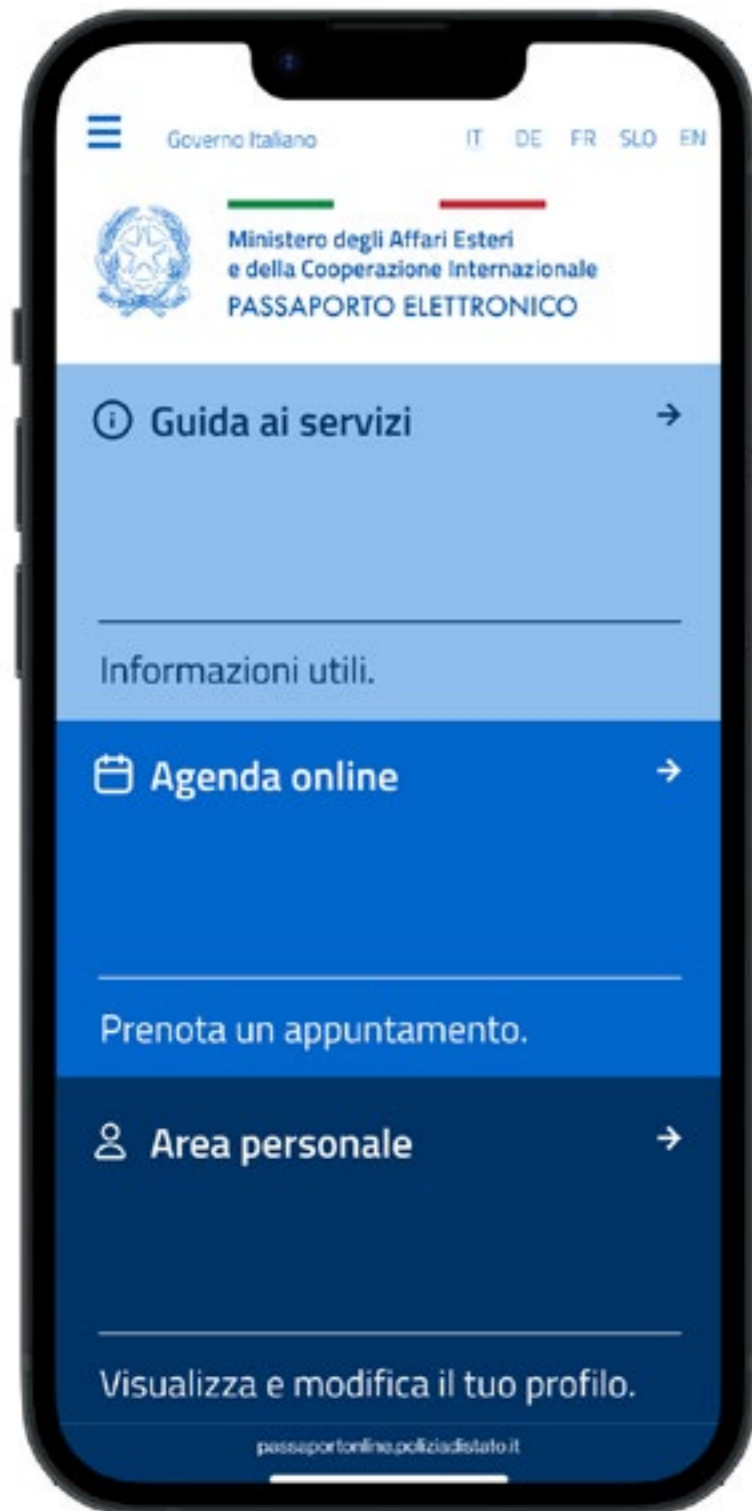 Governo Italiano IT DE FR SLO EN
Ministero degli Affari Esteri
e della Cooperazione Internazionale
PASSAPORTO ELETTRONICO
Guida ai servizi
Informazioni utili.
Agenda online
Prenota un appuntamento.
Area personale
Visualizza e modifica il tuo profilo.
passaportonline.poliziadistato.it